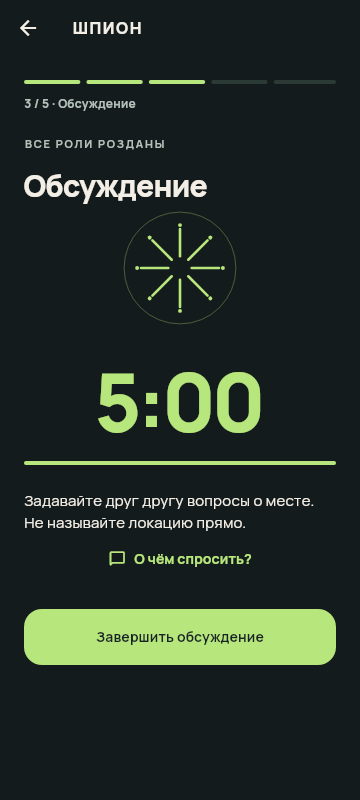 ШПИОН
3 / 5 · Обсуждение
ВСЕ РОЛИ РОЗДАНЫ
Обсуждение
5:00
Задавайте друг другу вопросы о месте.
Не называйте локацию прямо.
О чём спросить?
Завершить обсуждение